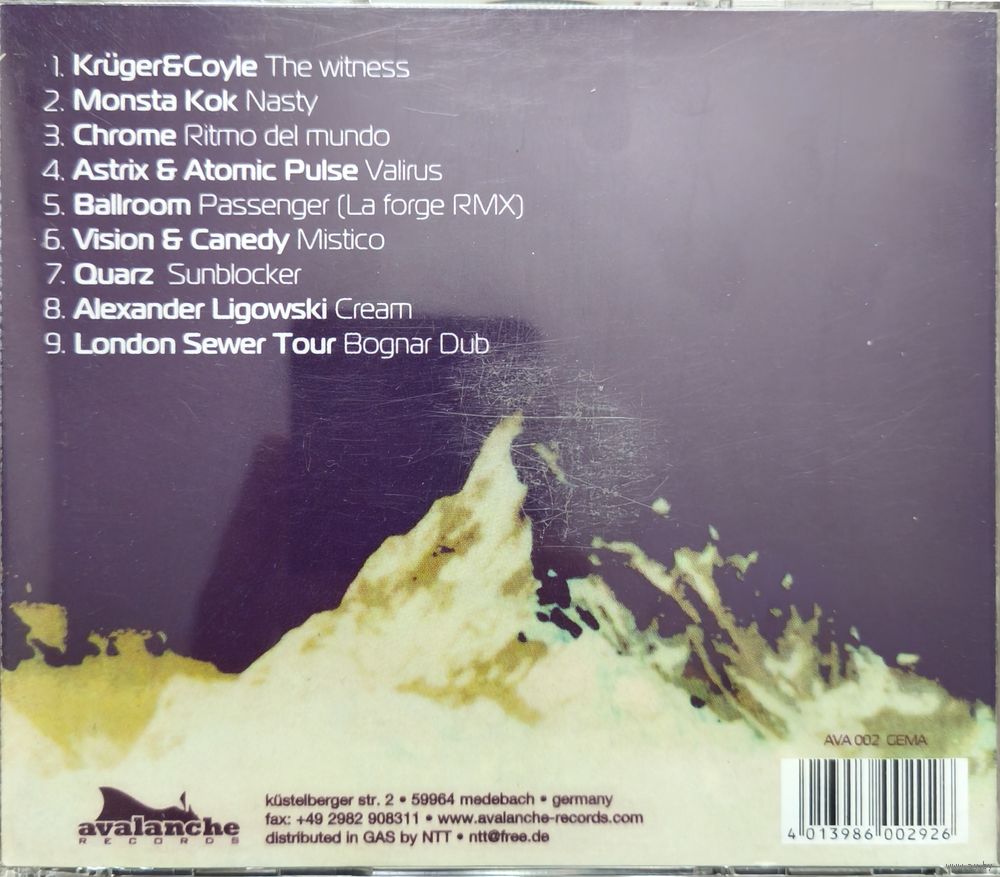 1. Krüger&Coyle The witness
2. Monsta Kok Nasty
3. Chrome Ritmo del mundo
4. Astrix & Atomic Pulse Valirus
5. Ballroom Passenger (La forge RMX)
6. Vision & Canedy Mistico
7. Quarz Sunblocker
8. Alexander Ligowski Cream
9. London Sewer Tour Bognar Dub
AVA 002 GEMA
avalanche
RECORDS
küstelberger str. 2 • 59964 medebach • germany
fax: +49 2982 908311 • www.avalanche-records.com
distributed in GAS by NTT • ntt@free.de
4 013986 002926